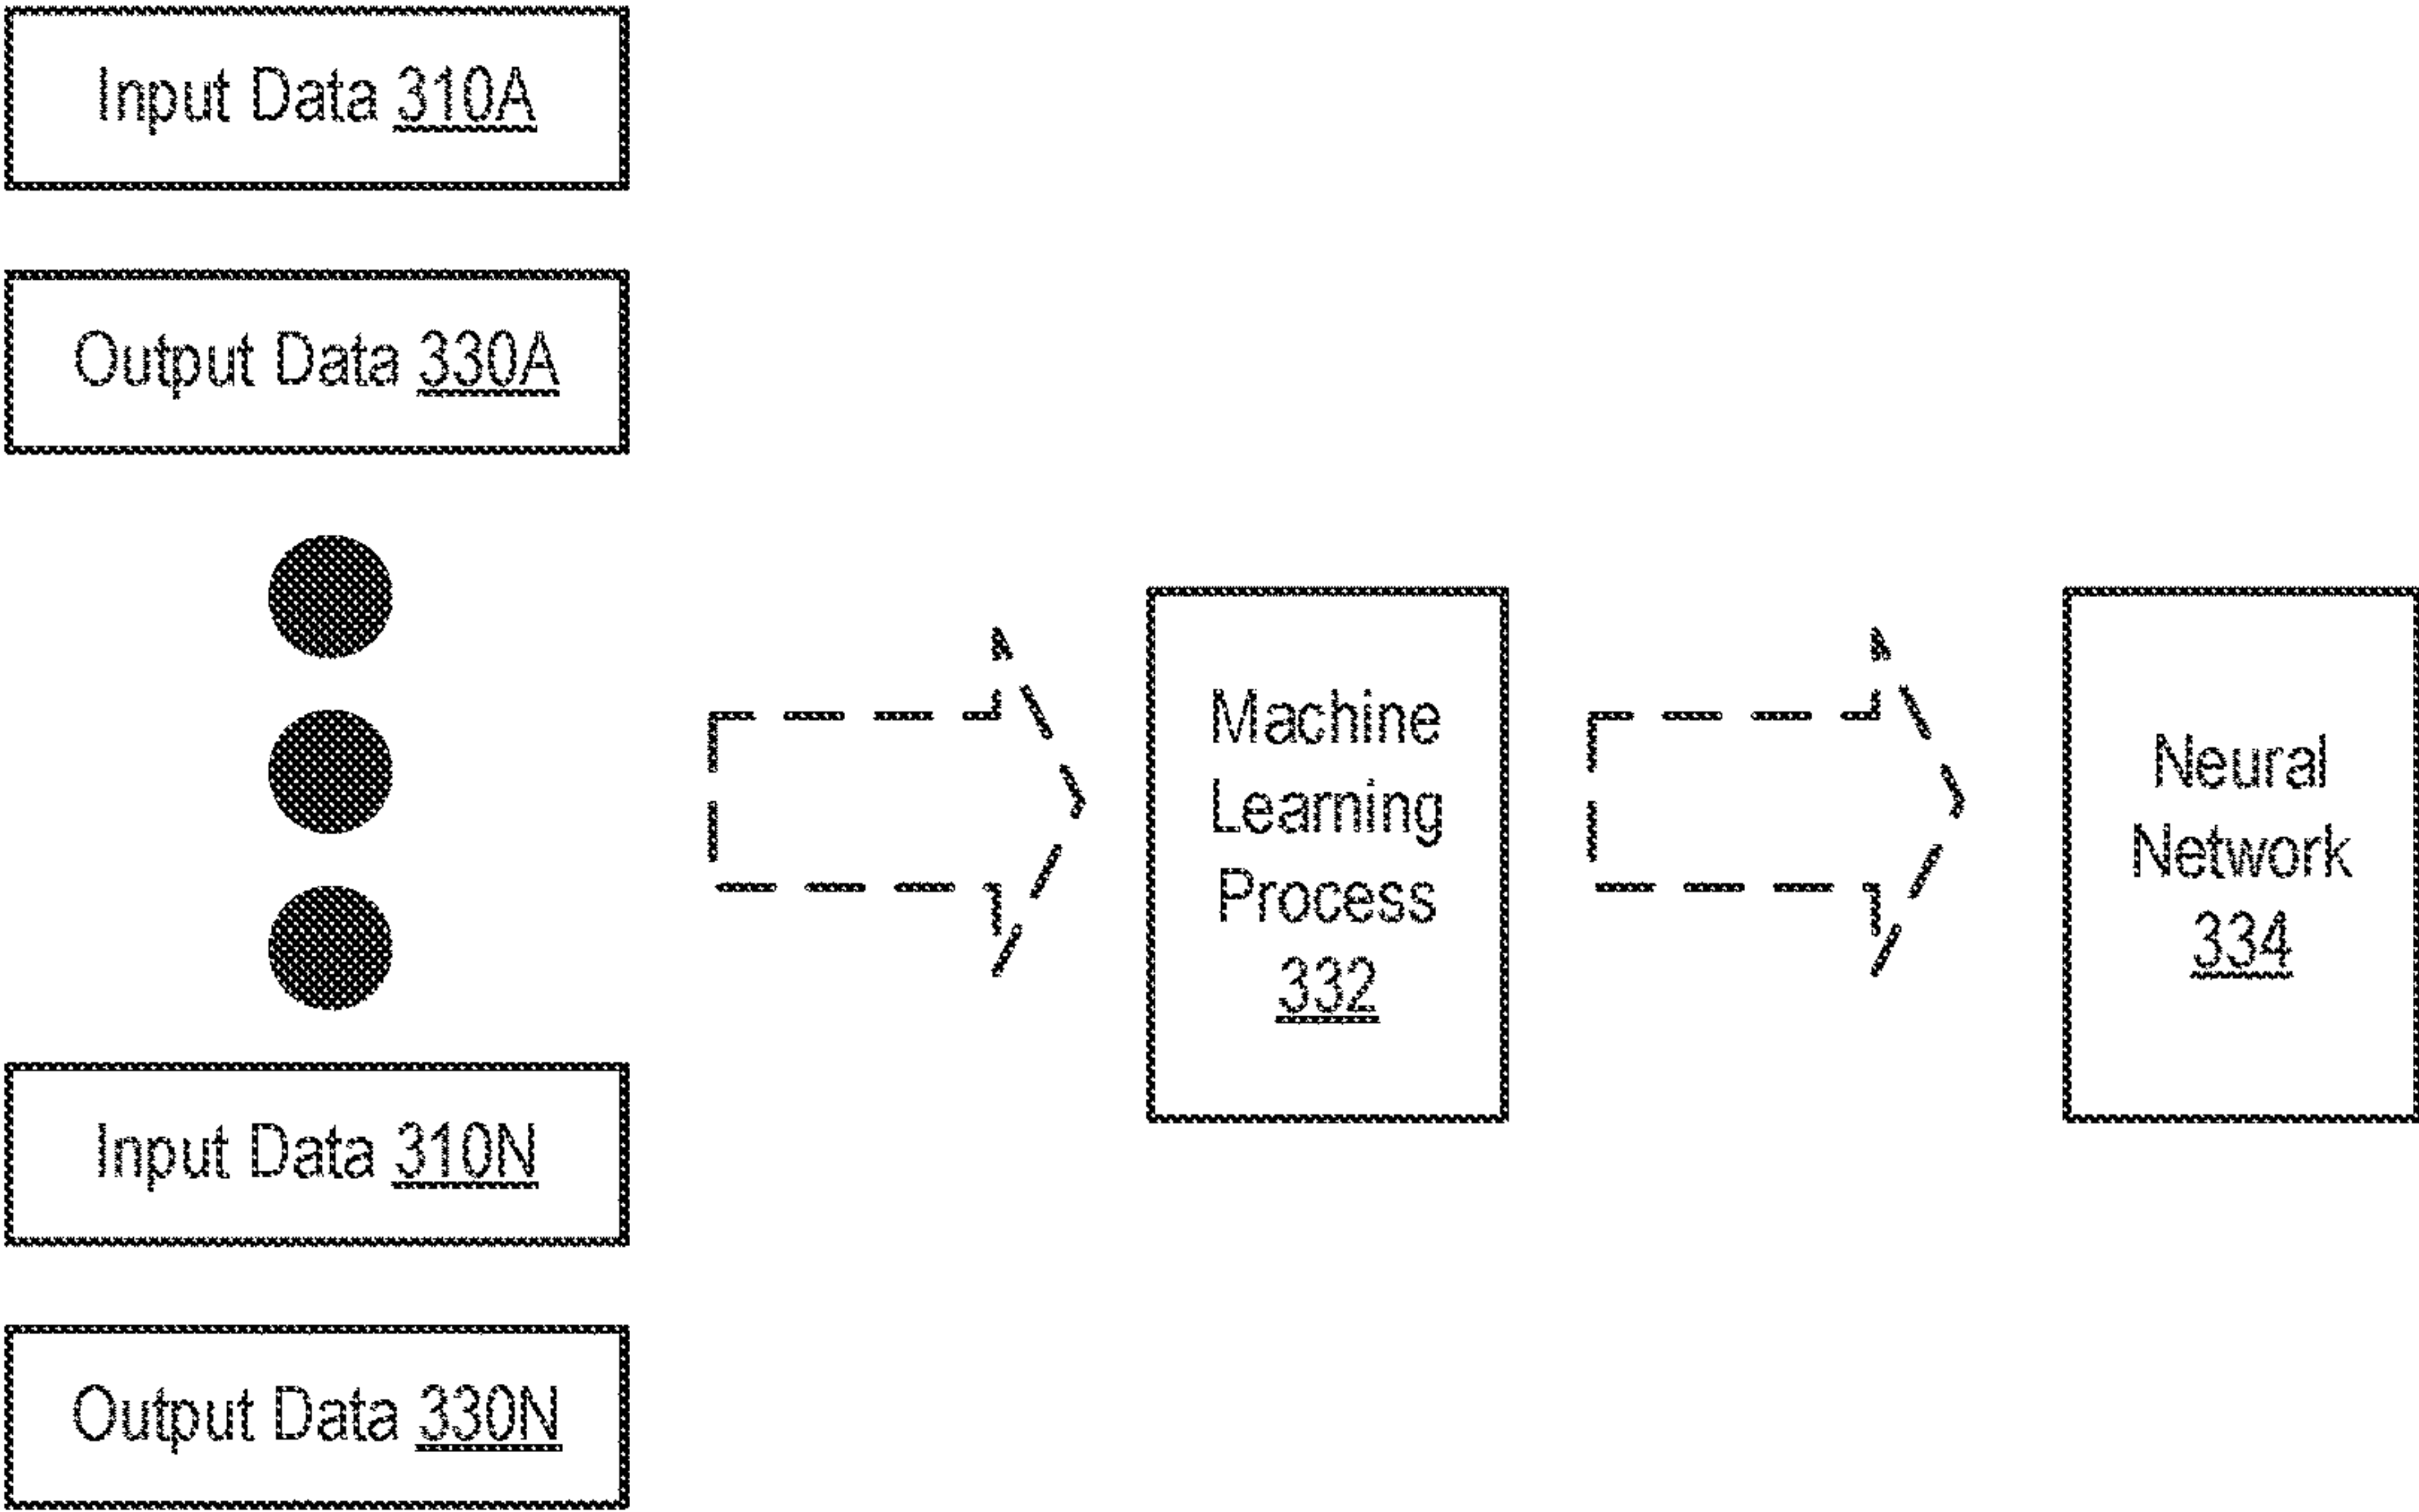 Input Data 310A
Output Data 330A
Machine
Learning
Process
332
Neural
Network
334
Input Data 310N
Output Data 330N